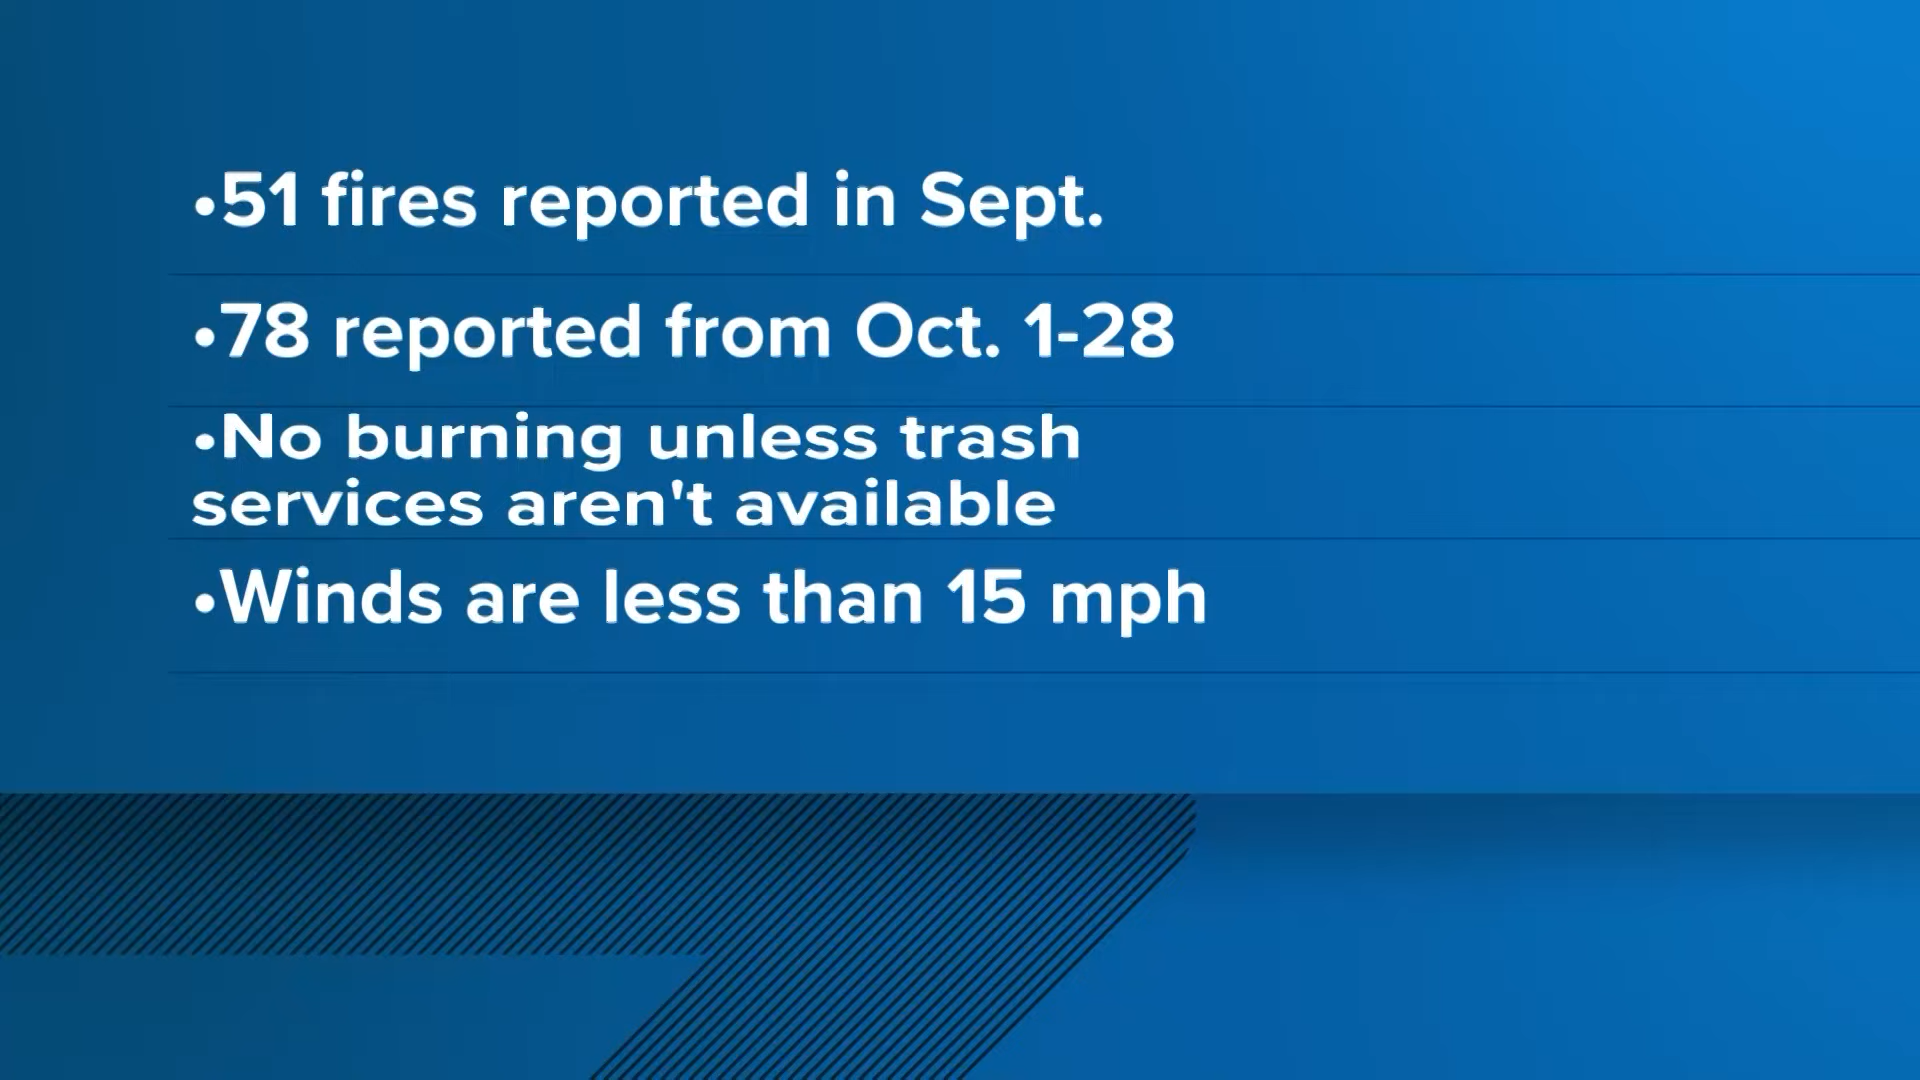 •51 fires reported in Sept.
•78 reported from Oct. 1-28
•No burning unless trash
services aren't available
•Winds are less than 15 mph